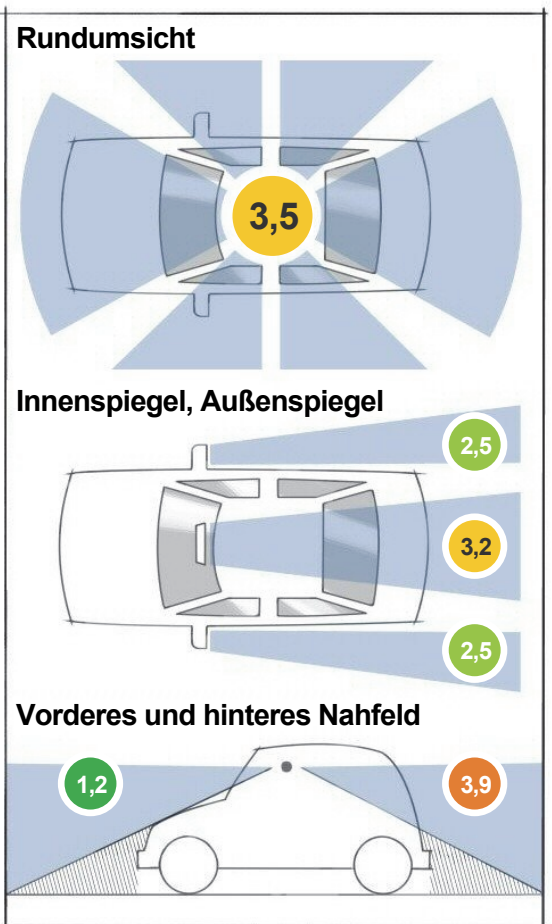 Rundumsicht
3,5
Innenspiegel, Außenspiegel
2,5
3,2
2,5
Vorderes und hinteres Nahfeld
1,2
3,9